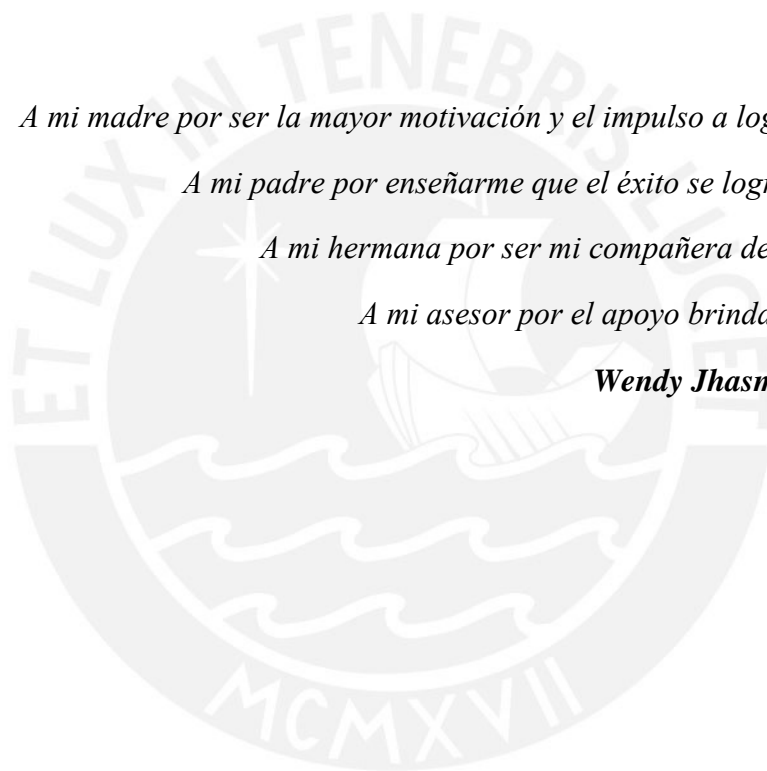 ET LUX IN TENEBRIS LUCET
A mi madre por ser la mayor motivación y el impulso a
A mi padre por enseñarme que el éxito se
A mi hermana por ser mi compañera
A mi asesor por el apoyo
Wendy
MCMXVII